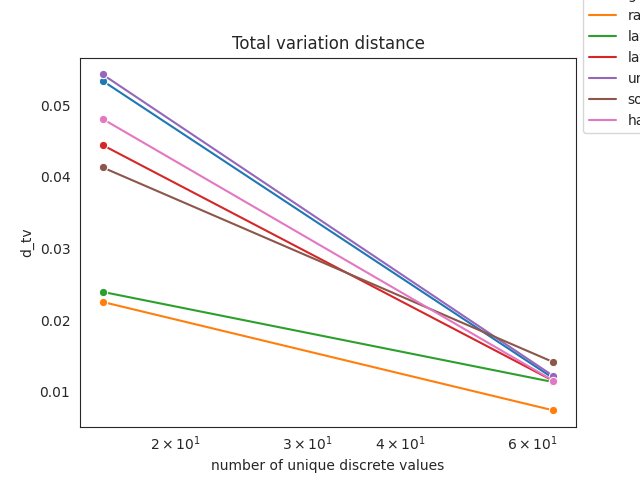 Total variation distance
ra
la
la
ur
sc
ha
0.05
0.04
0.03
0.02
0.01
d_tv
2 × 10¹
3 × 10¹
4 × 10¹
6 × 10¹
number of unique discrete values